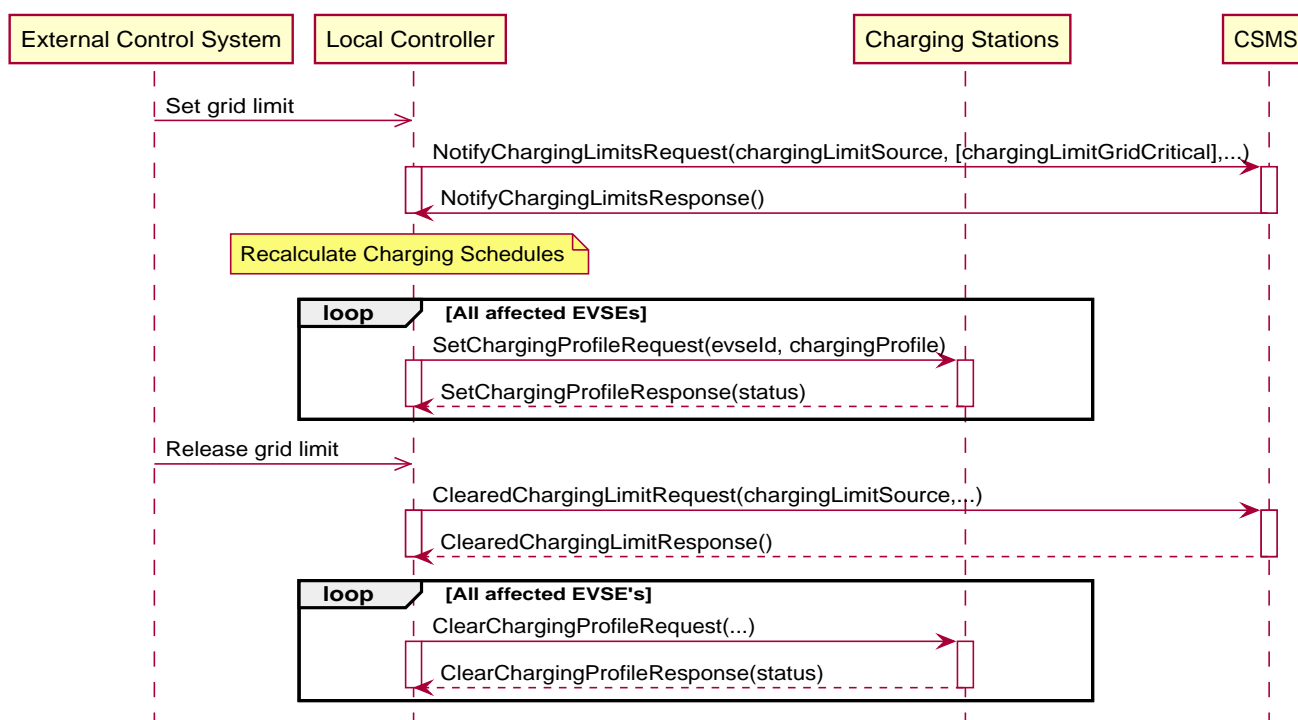 External Control System
Local Controller
Charging Stations
CSMS
Set grid limit
NotifyChargingLimitsRequest(chargingLimitSource, [chargingLimitGridCritical],...)
NotifyChargingLimitsResponse()
Recalculate Charging Schedules
loop [All affected EVSEs]
SetChargingProfileRequest(evseId, chargingProfile)
SetChargingProfileResponse(status)
Release grid limit
ClearedChargingLimitRequest(chargingLimitSource,...)
ClearedChargingLimitResponse()
loop [All affected EVSE's]
ClearChargingProfileRequest(...)
ClearChargingProfileResponse(status)